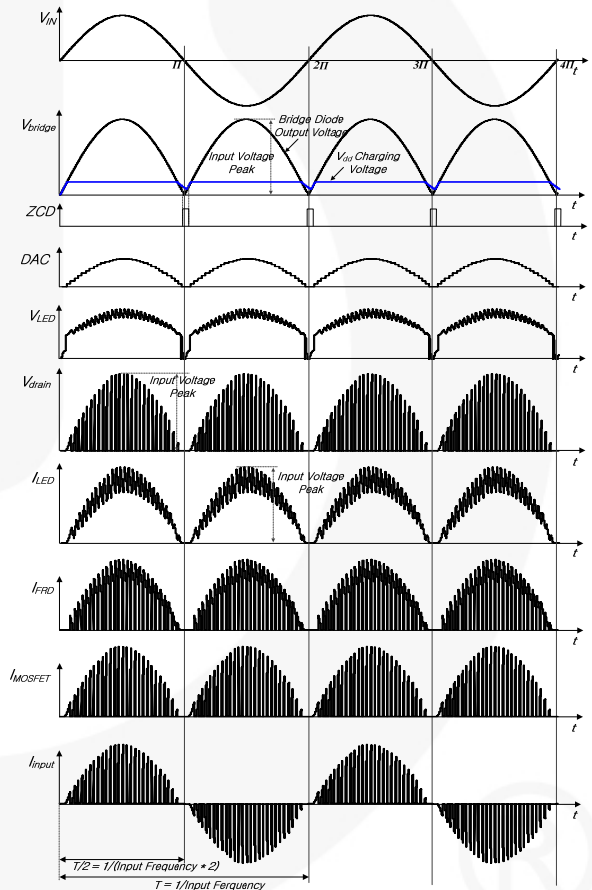 VIN
Π 2Π 3Π 4Π t
Vbridge
Bridge Diode
Output Voltage
Input Voltage
Peak
Vdd Charging
Voltage
t
ZCD
t
DAC
t
VLED
t
Vdrain
Input Voltage
Peak
t
ILED
Input Voltage
Peak
t
IFRD
t
IMOSFET
t
Iinput
t
T/2 = 1/(Input Frequency * 2)
T = 1/Input Ferquency
®